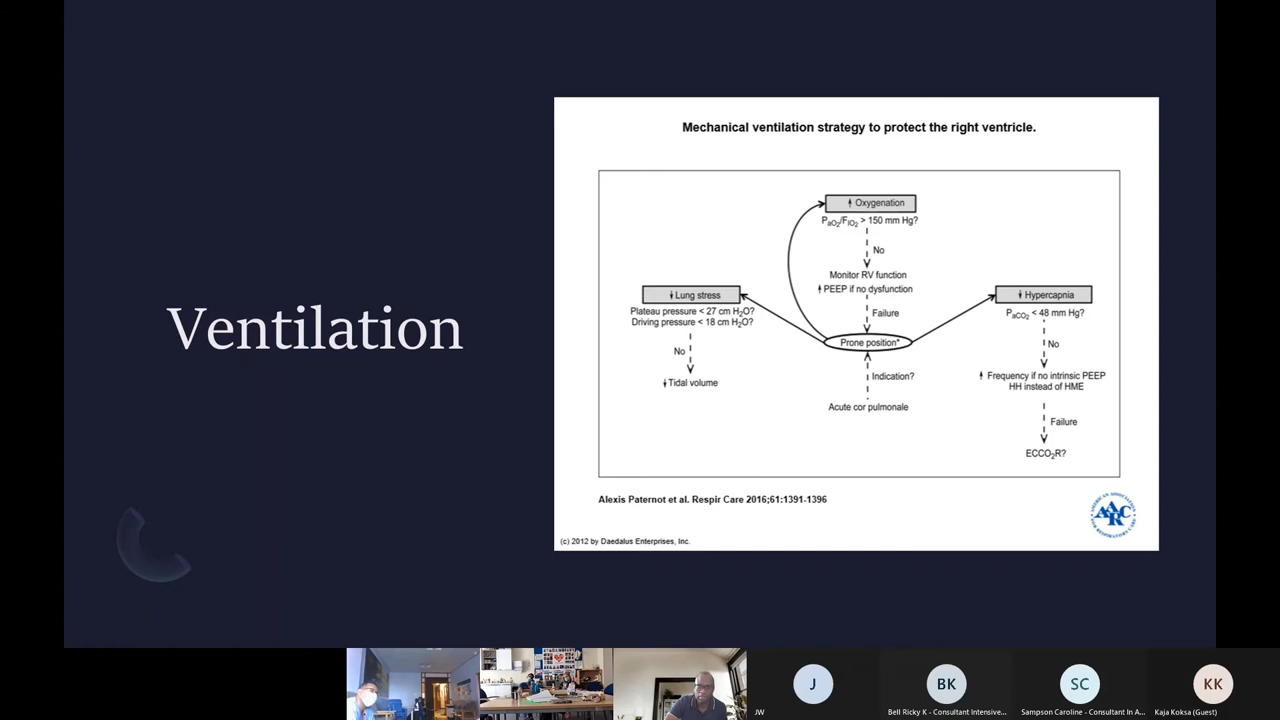 Ventilation
Mechanical ventilation strategy to protect the right ventricle.
↑ Oxygenation
PaO2/FIO2 > 150 mm Hg?
No
Monitor RV function
↑ PEEP if no dysfunction
Failure
Prone position*
Indication?
Acute cor pulmonale
↓ Lung stress
Plateau pressure < 27 cm H2O?
Driving pressure < 18 cm H2O?
No
↓ Tidal volume
↓ Hypercapnia
PaCO2 < 48 mm Hg?
No
↑ Frequency if no intrinsic PEEP
HH instead of HME
Failure
ECCO2R?
Alexis Paternot et al. Respir Care 2016;61:1391-1396
(c) 2012 by Daedalus Enterprises, Inc.
AARC
J
JW
BK
Bell Ricky K - Consultant Intensive...
SC
Sampson Caroline - Consultant In A...
KK
Kaja Koksa (Guest)